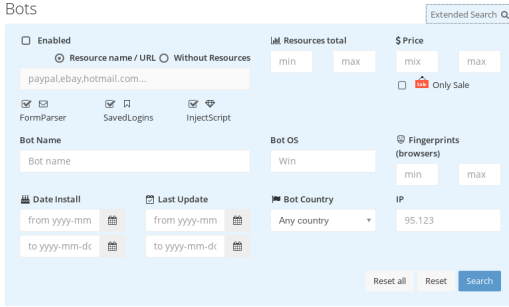 Bots
Extended Search
Enabled
Resource name / URL Without Resources
paypal,ebay,hotmail.com...
FormParser SavedLogins InjectScript
Resources total
min max
$ Price
mix max
Sale Only Sale
Bot Name
Bot name
Bot OS
Win
Fingerprints
(browsers)
min max
Date Install
from yyyy-mm
to yyyy-mm-dc
Last Update
from yyyy-mm
to yyyy-mm-dc
Bot Country
Any country
IP
95.123
Reset all Reset Search